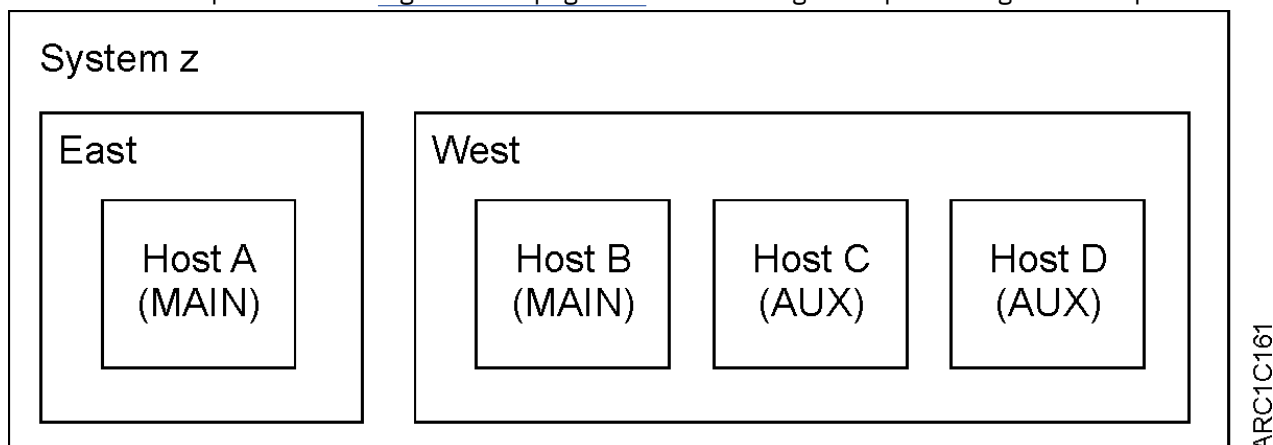 System z
East
Host A
(MAIN)
West
Host B
(MAIN)
Host C
(AUX)
Host D
(AUX)
ARC1C161